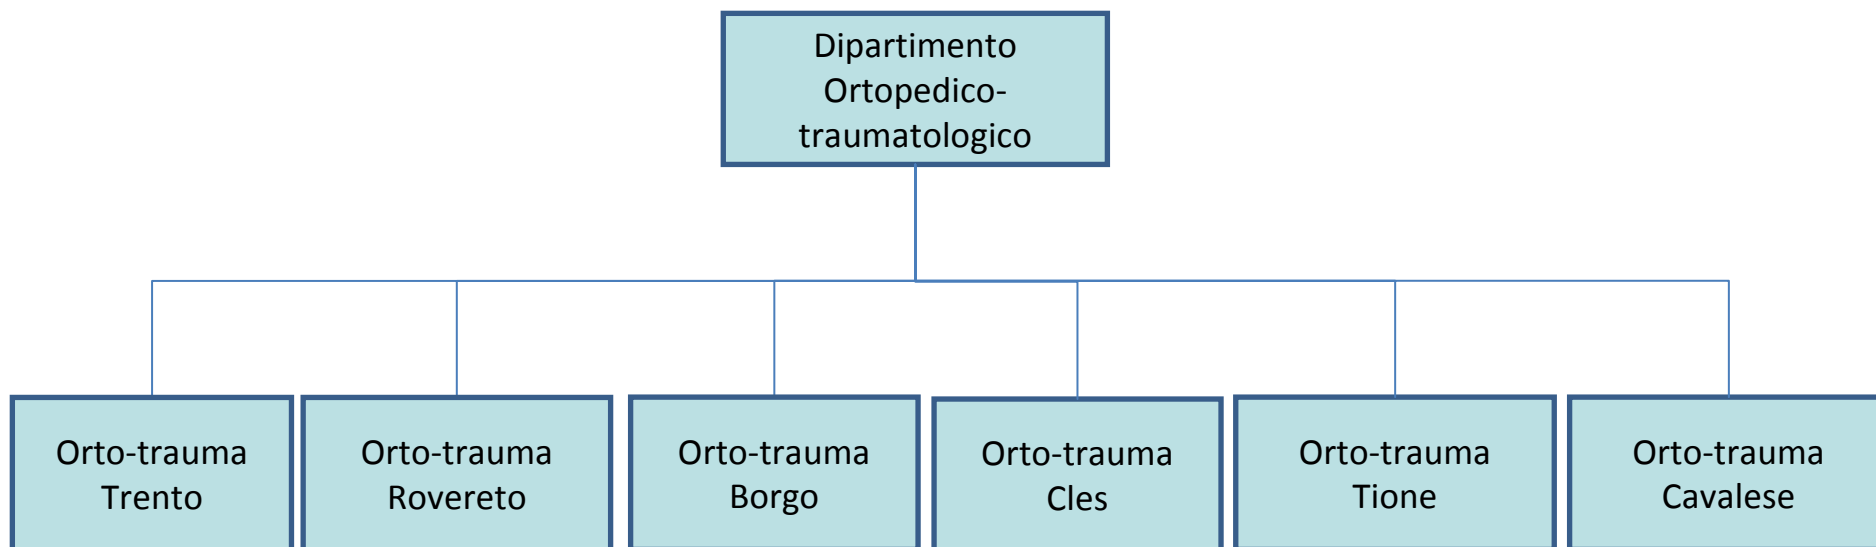 Dipartimento
Ortopedico-
traumatologico
Orto-trauma
Trento
Orto-trauma
Rovereto
Orto-trauma
Borgo
Orto-trauma
Cles
Orto-trauma
Tione
Orto-trauma
Cavalese